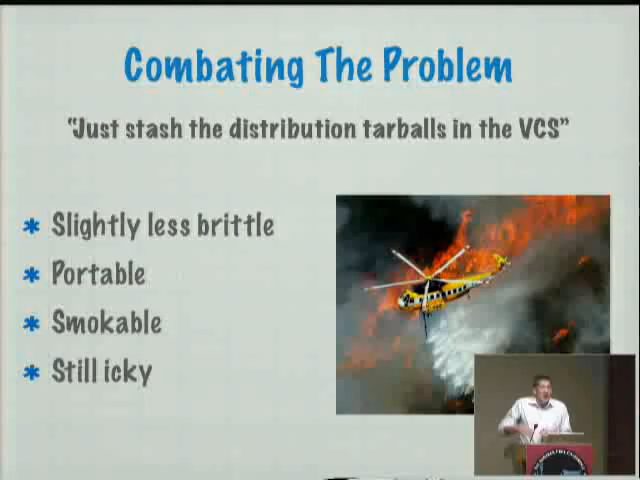 Combating The Problem
“Just stash the distribution tarballs in the VCS”
* Slightly less brittle
* Portable
* Smokable
* Still icky